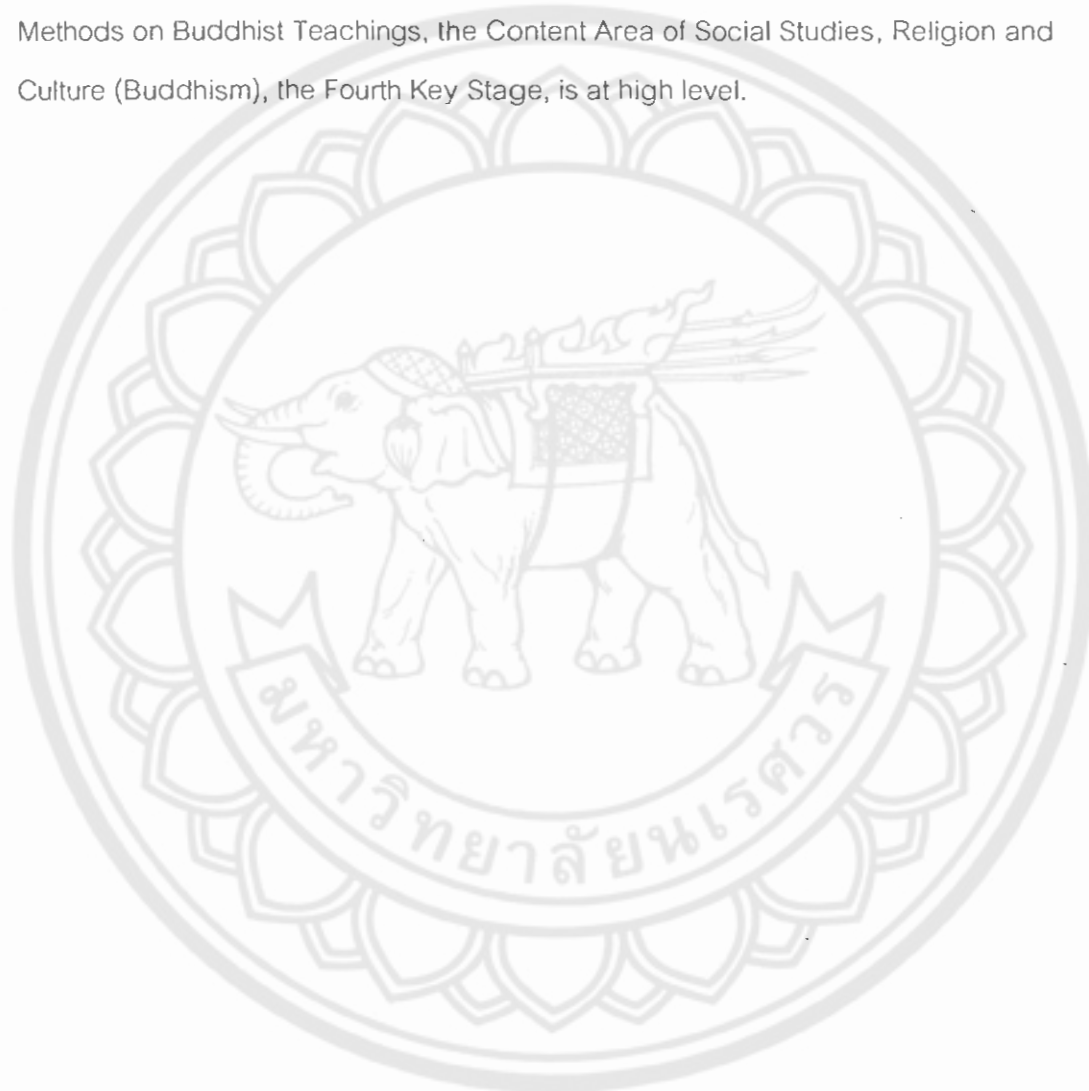 Methods on Buddhist Teachings, the Content Area of Social Studies, Religion and
Culture (Buddhism), the Fourth Key Stage, is at high level.
มหาวิทยาลัยนเรศวร